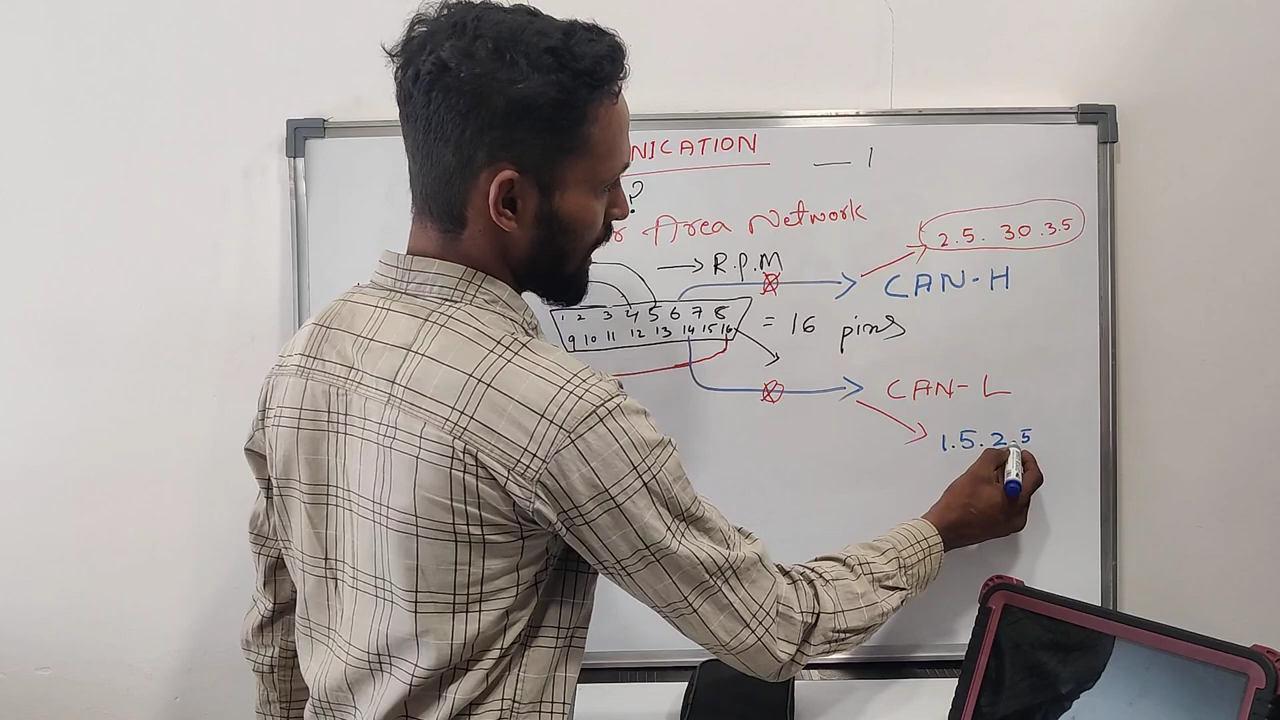 NICATION — 1
?
r Area Network
2.5. 30.35
→ R.P.M
CAN-H
1 2 3 4 5 6 7 8
9 10 11 12 13 14 15 16
= 16 pins
CAN-L
1.5.2.5